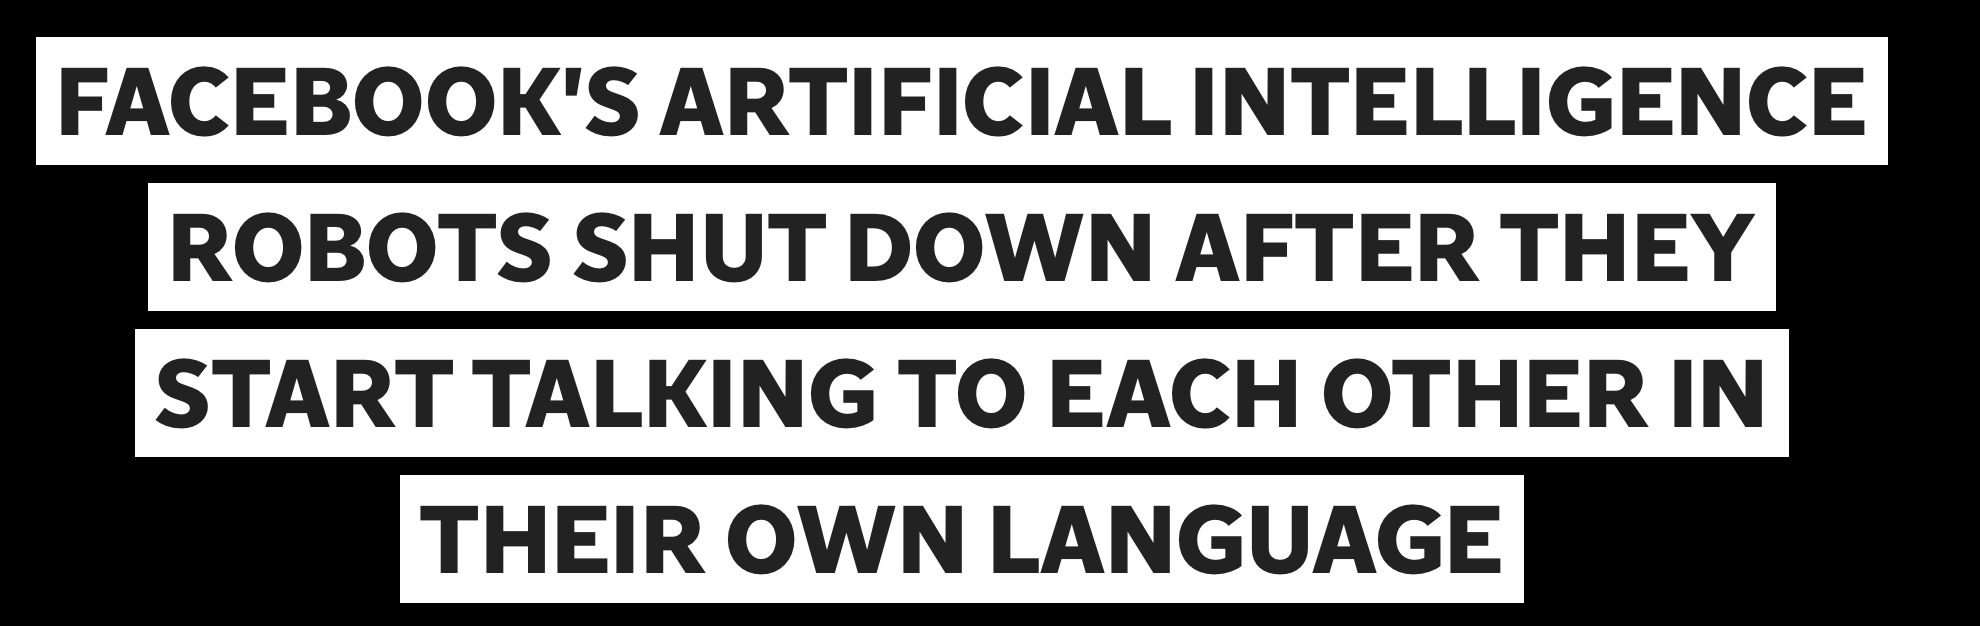 FACEBOOK'S ARTIFICIAL INTELLIGENCE
ROBOTS SHUT DOWN AFTER THEY
START TALKING TO EACH OTHER IN
THEIR OWN LANGUAGE